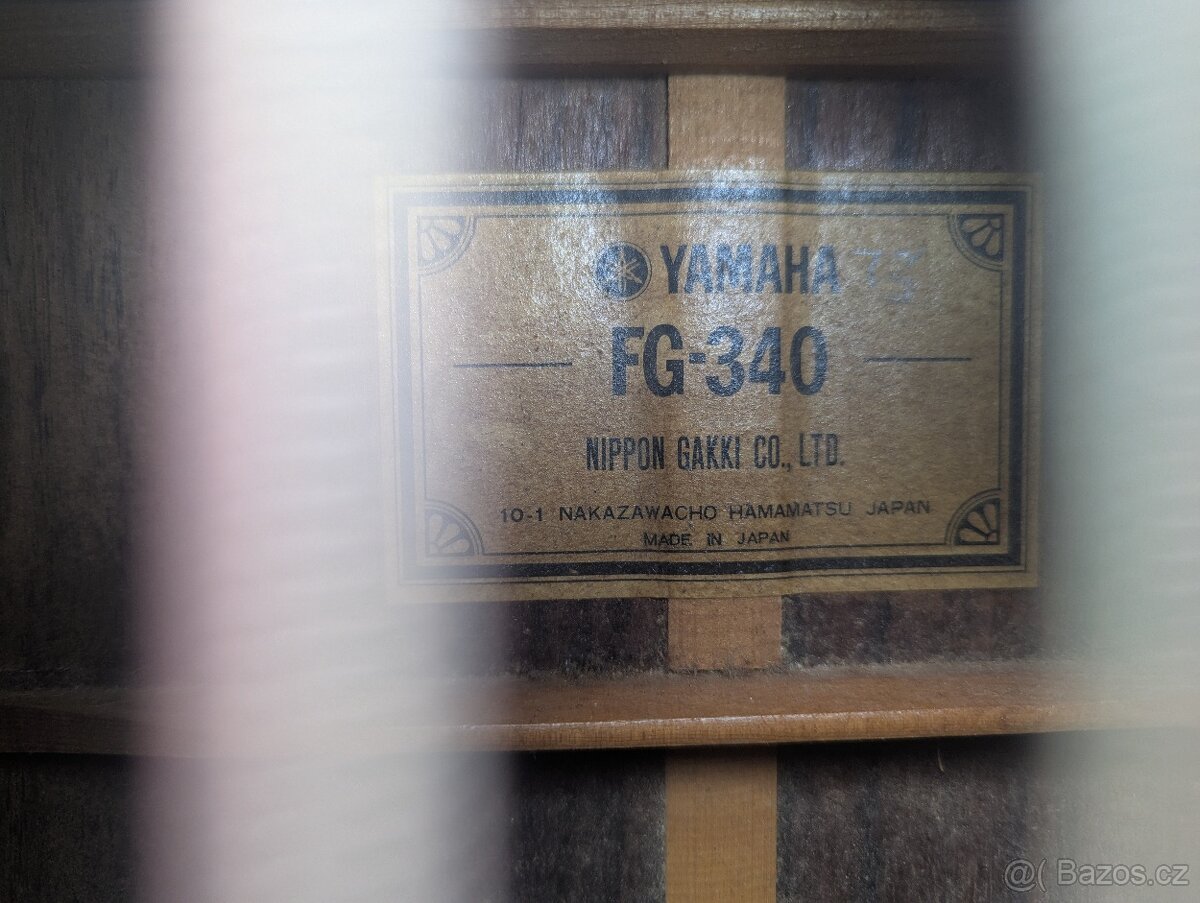 YAMAHA
FG-340
NIPPON GAKKI CO., LTD.
10-1 NAKAZAWACHO HAMAMATSU JAPAN
MADE IN JAPAN
@( Bazos.cz